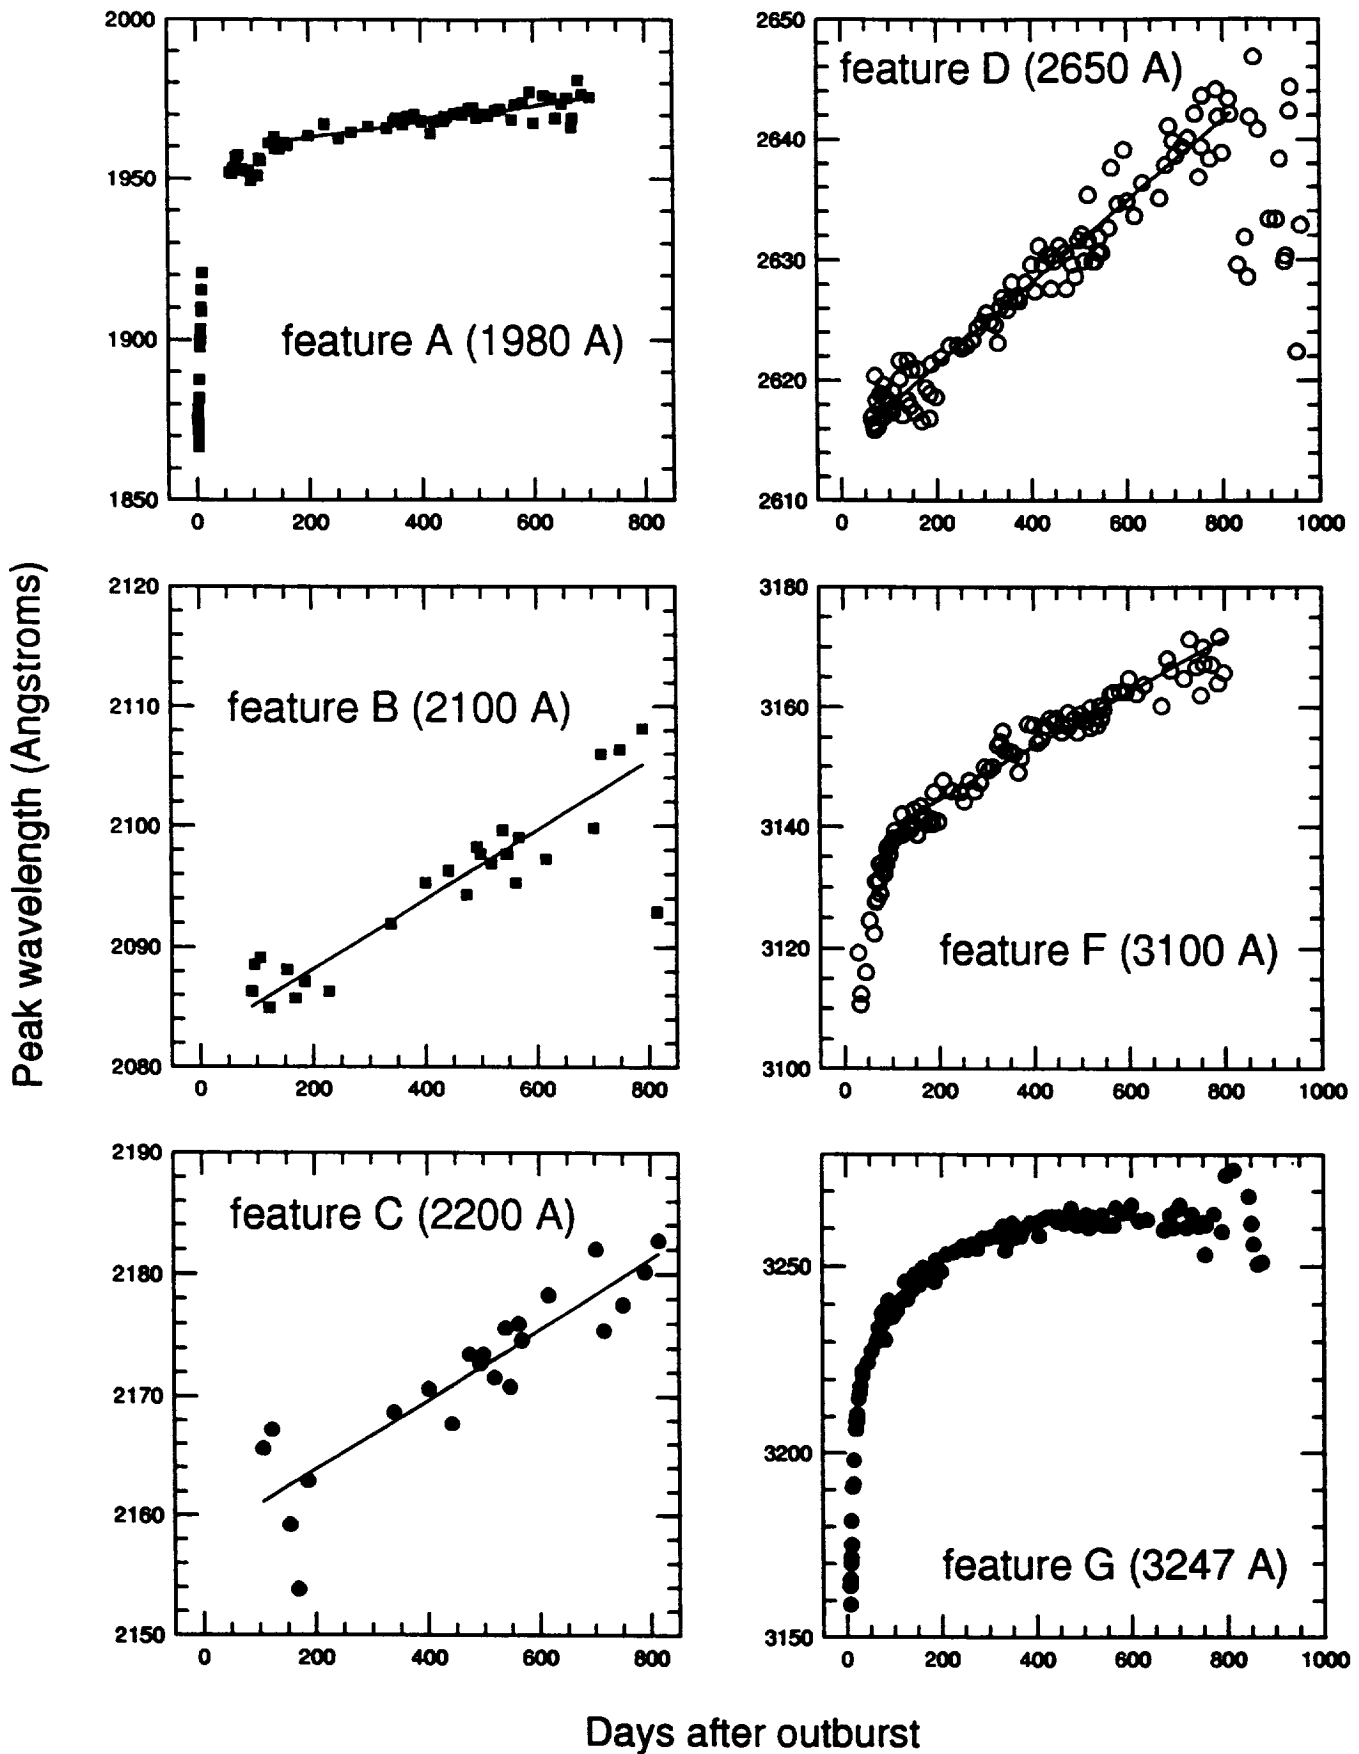 Peak wavelength (Angstroms)
2000
1950
1900
1850
0 200 400 600 800
feature A (1980 A)
2650
2640
2630
2620
2610
0 200 400 600 800 1000
feature D (2650 A)
2120
2110
2100
2090
2080
0 200 400 600 800
feature B (2100 A)
3180
3160
3140
3120
3100
0 200 400 600 800 1000
feature F (3100 A)
2190
2180
2170
2160
2150
0 200 400 600 800
feature C (2200 A)
3250
3200
3150
0 200 400 600 800 1000
feature G (3247 A)
Days after outburst